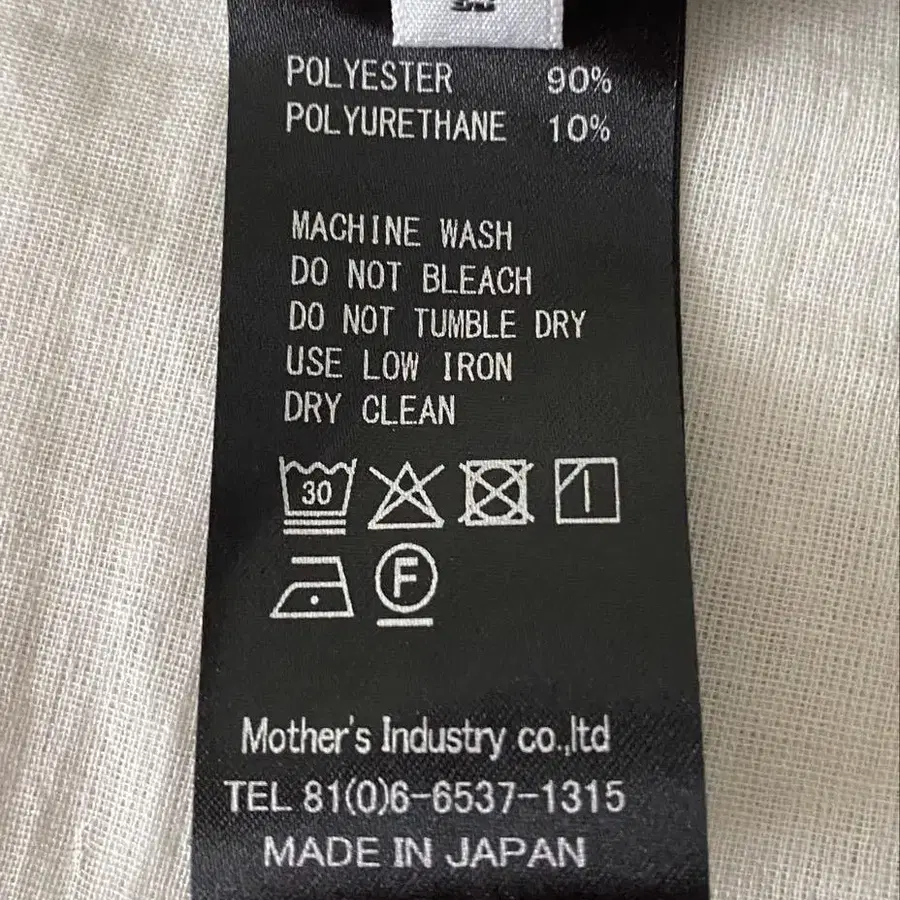 POLYESTER 90%
POLYURETHANE 10%
MACHINE WASH
DO NOT BLEACH
DO NOT TUMBLE DRY
USE LOW IRON
DRY CLEAN
30
F
Mother's Industry co.,ltd
TEL 81(0)6-6537-1315
MADE IN JAPAN